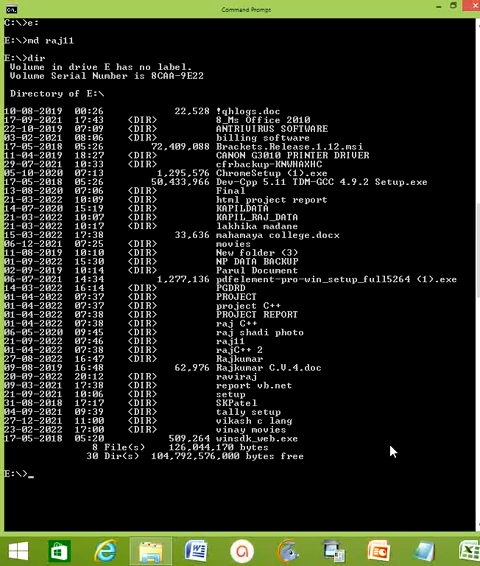 Command Prompt
C:\>e:
E:\>md raj11
E:\>dir
Volume in drive E has no label.
Volume Serial Number is 8CAA-9E22
Directory of E:\
10-08-2019 00:26 22,528 !qhlogs.doc
17-09-2021 17:43 <DIR> 8_Ms Office 2010
22-10-2019 07:09 <DIR> ANTRIVIRUS SOFTWARE
03-02-2021 08:06 <DIR> billing software
17-05-2018 05:26 72,409,088 Brackets.Release.1.12.msi
11-04-2019 18:27 <DIR> CANON G3010 PRINTER DRIVER
29-07-2021 10:33 <DIR> cfrbackup-KNWHAXHC
05-10-2020 07:13 1,295,576 ChromeSetup (1).exe
17-05-2018 05:26 50,433,966 Dev-Cpp 5.11 TDM-GCC 4.9.2 Setup.exe
13-08-2020 07:06 <DIR> Final
21-03-2022 10:09 <DIR> html project report
14-07-2020 15:19 <DIR> KAPILDATA
21-03-2022 10:07 <DIR> KAPIL_RAJ_DATA
21-03-2022 10:17 <DIR> lakhika madane
15-03-2022 17:38 33,636 mahamaya college.docx
06-12-2021 07:25 <DIR> movies
11-08-2019 10:10 <DIR> New folder (3)
09-01-2022 15:30 <DIR> NP DATA BACKUP
02-09-2019 10:14 <DIR> Parul Document
06-07-2021 14:34 1,277,136 pdfelement-pro-win_setup_full5264 (1).exe
14-03-2022 16:14 <DIR> PGDRD
01-04-2022 07:37 <DIR> PROJECT
01-04-2022 07:37 <DIR> project C++
01-04-2022 07:38 <DIR> PROJECT REPORT
01-04-2022 07:38 <DIR> raj C++
06-05-2020 09:45 <DIR> raj shadi photo
21-09-2022 07:46 <DIR> raj11
01-04-2022 07:38 <DIR> rajC++ 2
27-08-2022 16:47 <DIR> Rajkumar
09-08-2019 16:48 62,976 Rajkumar C.V.4.doc
20-09-2022 20:12 <DIR> raviraj
09-03-2021 17:38 <DIR> report vb.net
21-09-2021 10:06 <DIR> setup
31-08-2018 17:17 <DIR> SKPatel
04-09-2021 09:39 <DIR> tally setup
27-12-2021 11:00 <DIR> vikash c lang
23-02-2022 17:00 <DIR> vinay movies
17-05-2018 05:20 509,264 winsdk_web.exe
8 File(s) 126,044,170 bytes
30 Dir(s) 104,792,576,000 bytes free
E:\>_